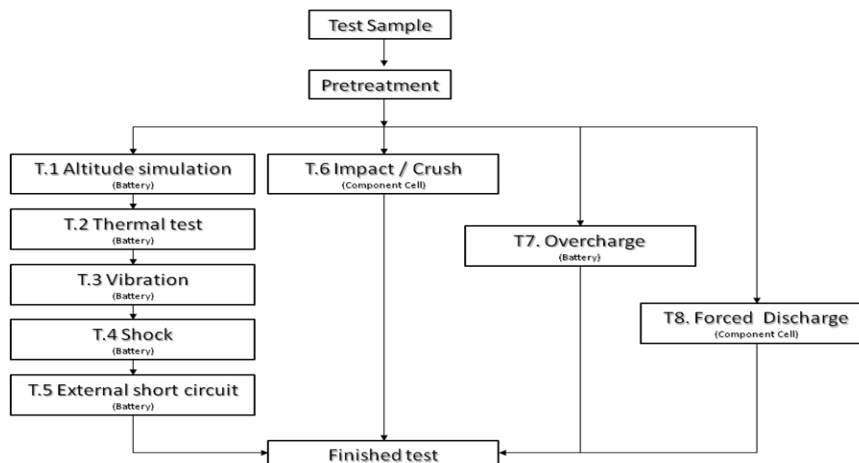 Test Sample
Pretreatment
T.1 Altitude simulation
(Battery)
T.2 Thermal test
(Battery)
T.3 Vibration
(Battery)
T.4 Shock
(Battery)
T.5 External short circuit
(Battery)
T.6 Impact / Crush
(Component Cell)
T7. Overcharge
(Battery)
T8. Forced Discharge
(Component Cell)
Finished test